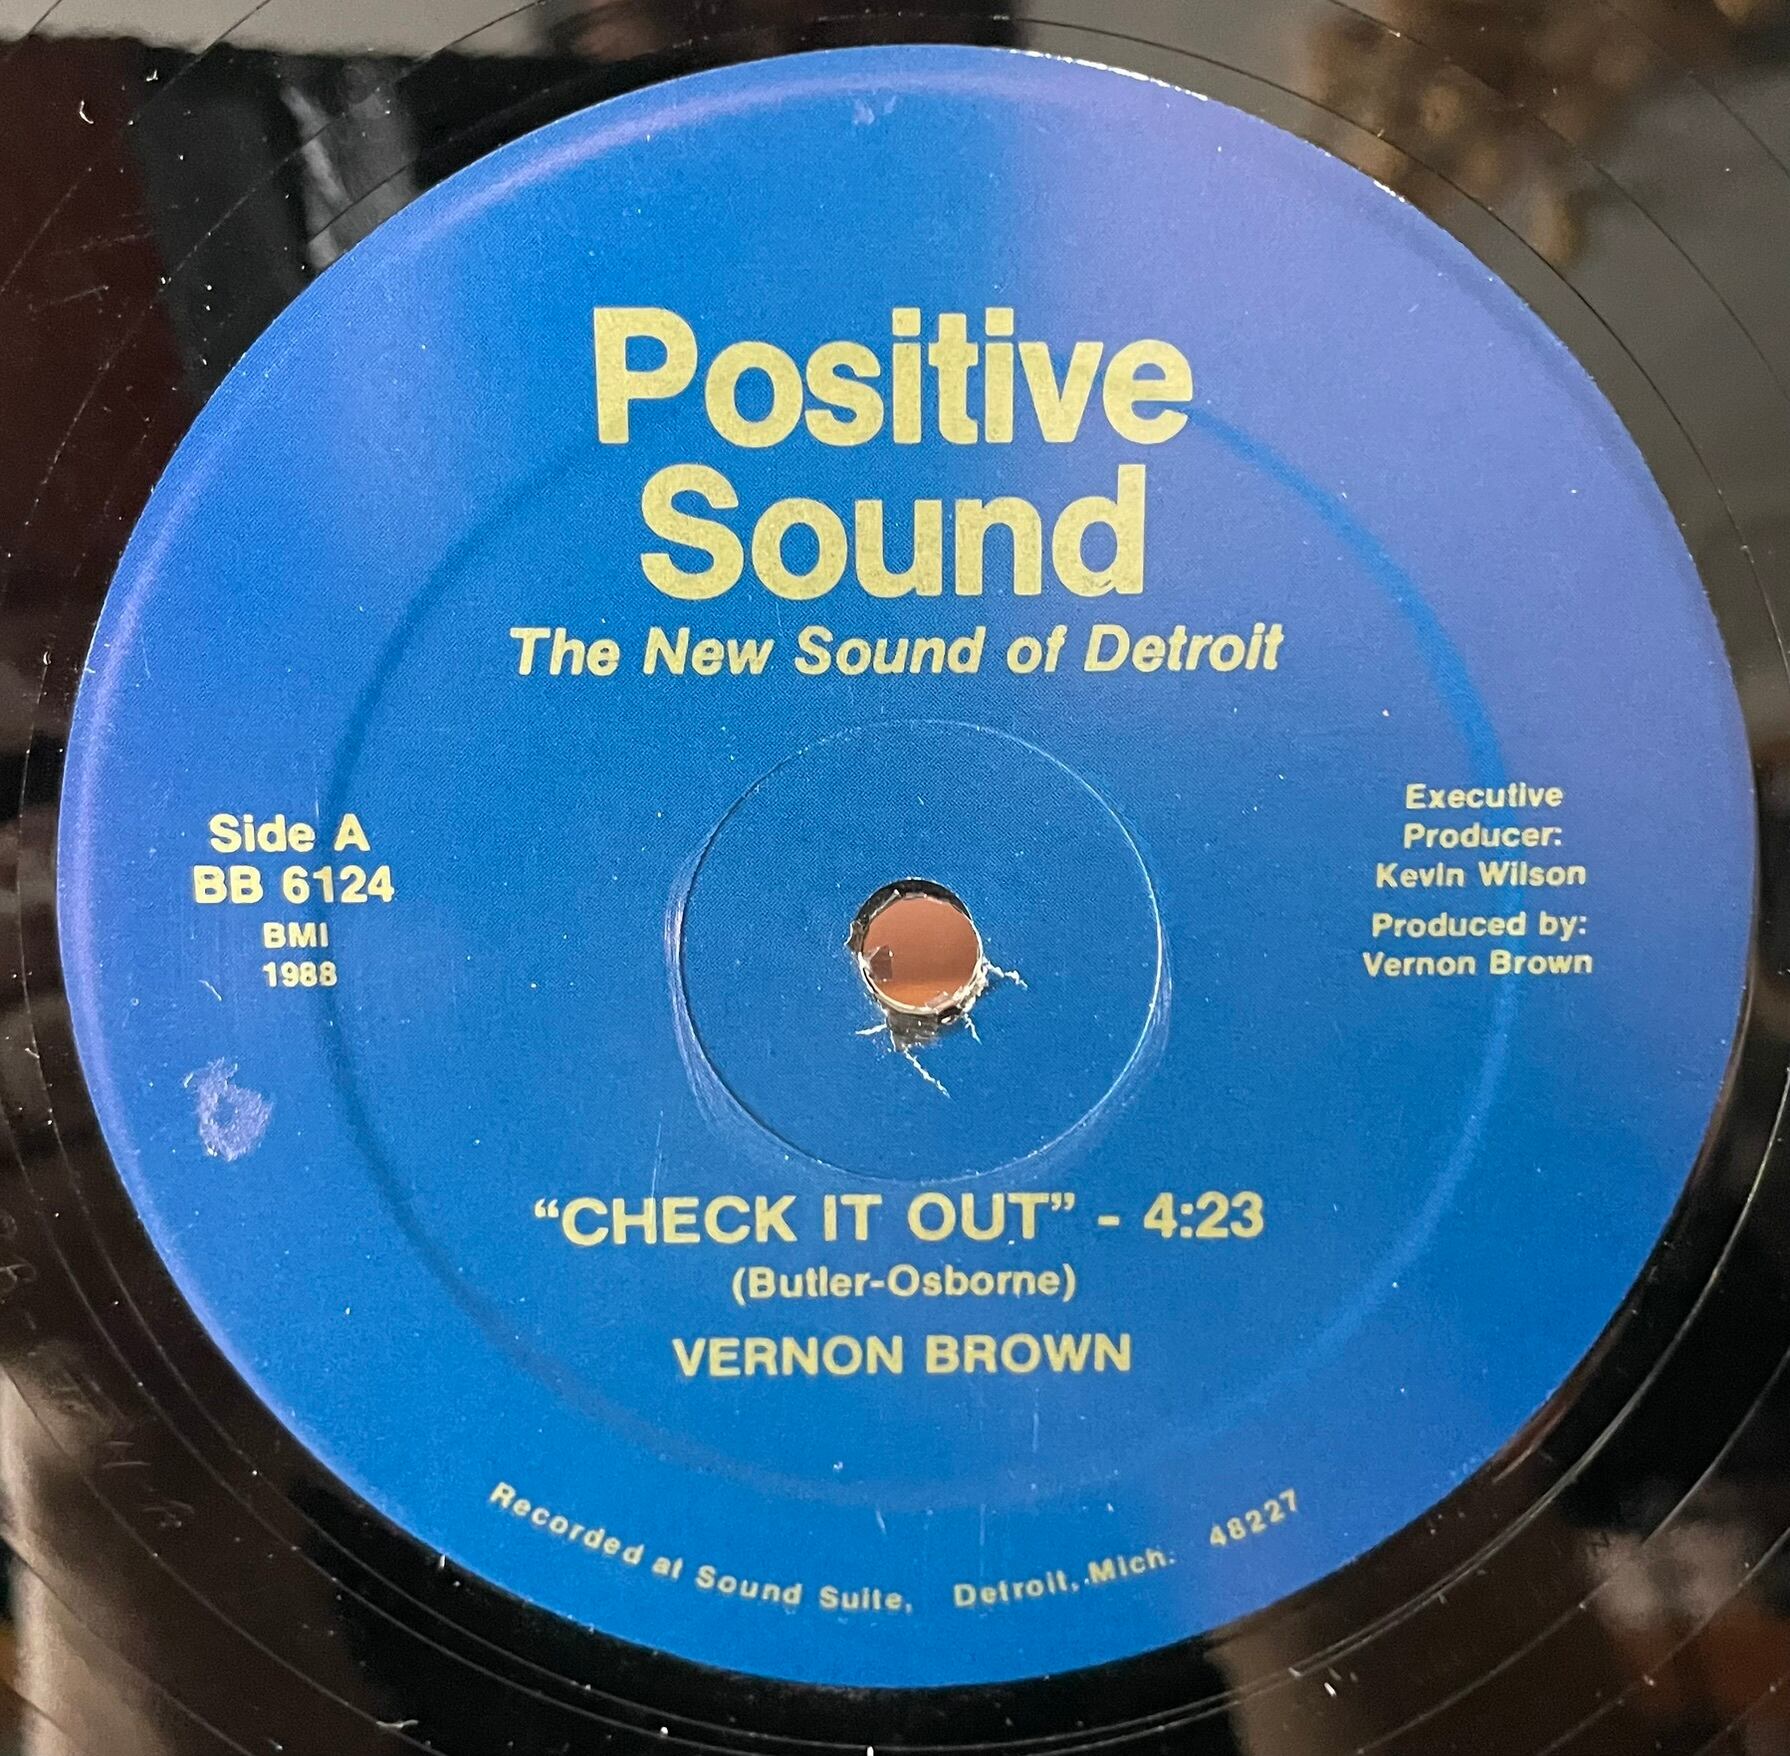 Positive
Sound
The New Sound of Detroit
Side A
BB 6124
BMI
1988
Executive
Producer:
Kevin Wilson
Produced by:
Vernon Brown
“CHECK IT OUT” - 4:23
(Butler-Osborne)
VERNON BROWN
Recorded at Sound Suite, Detroit, Mich. 48227